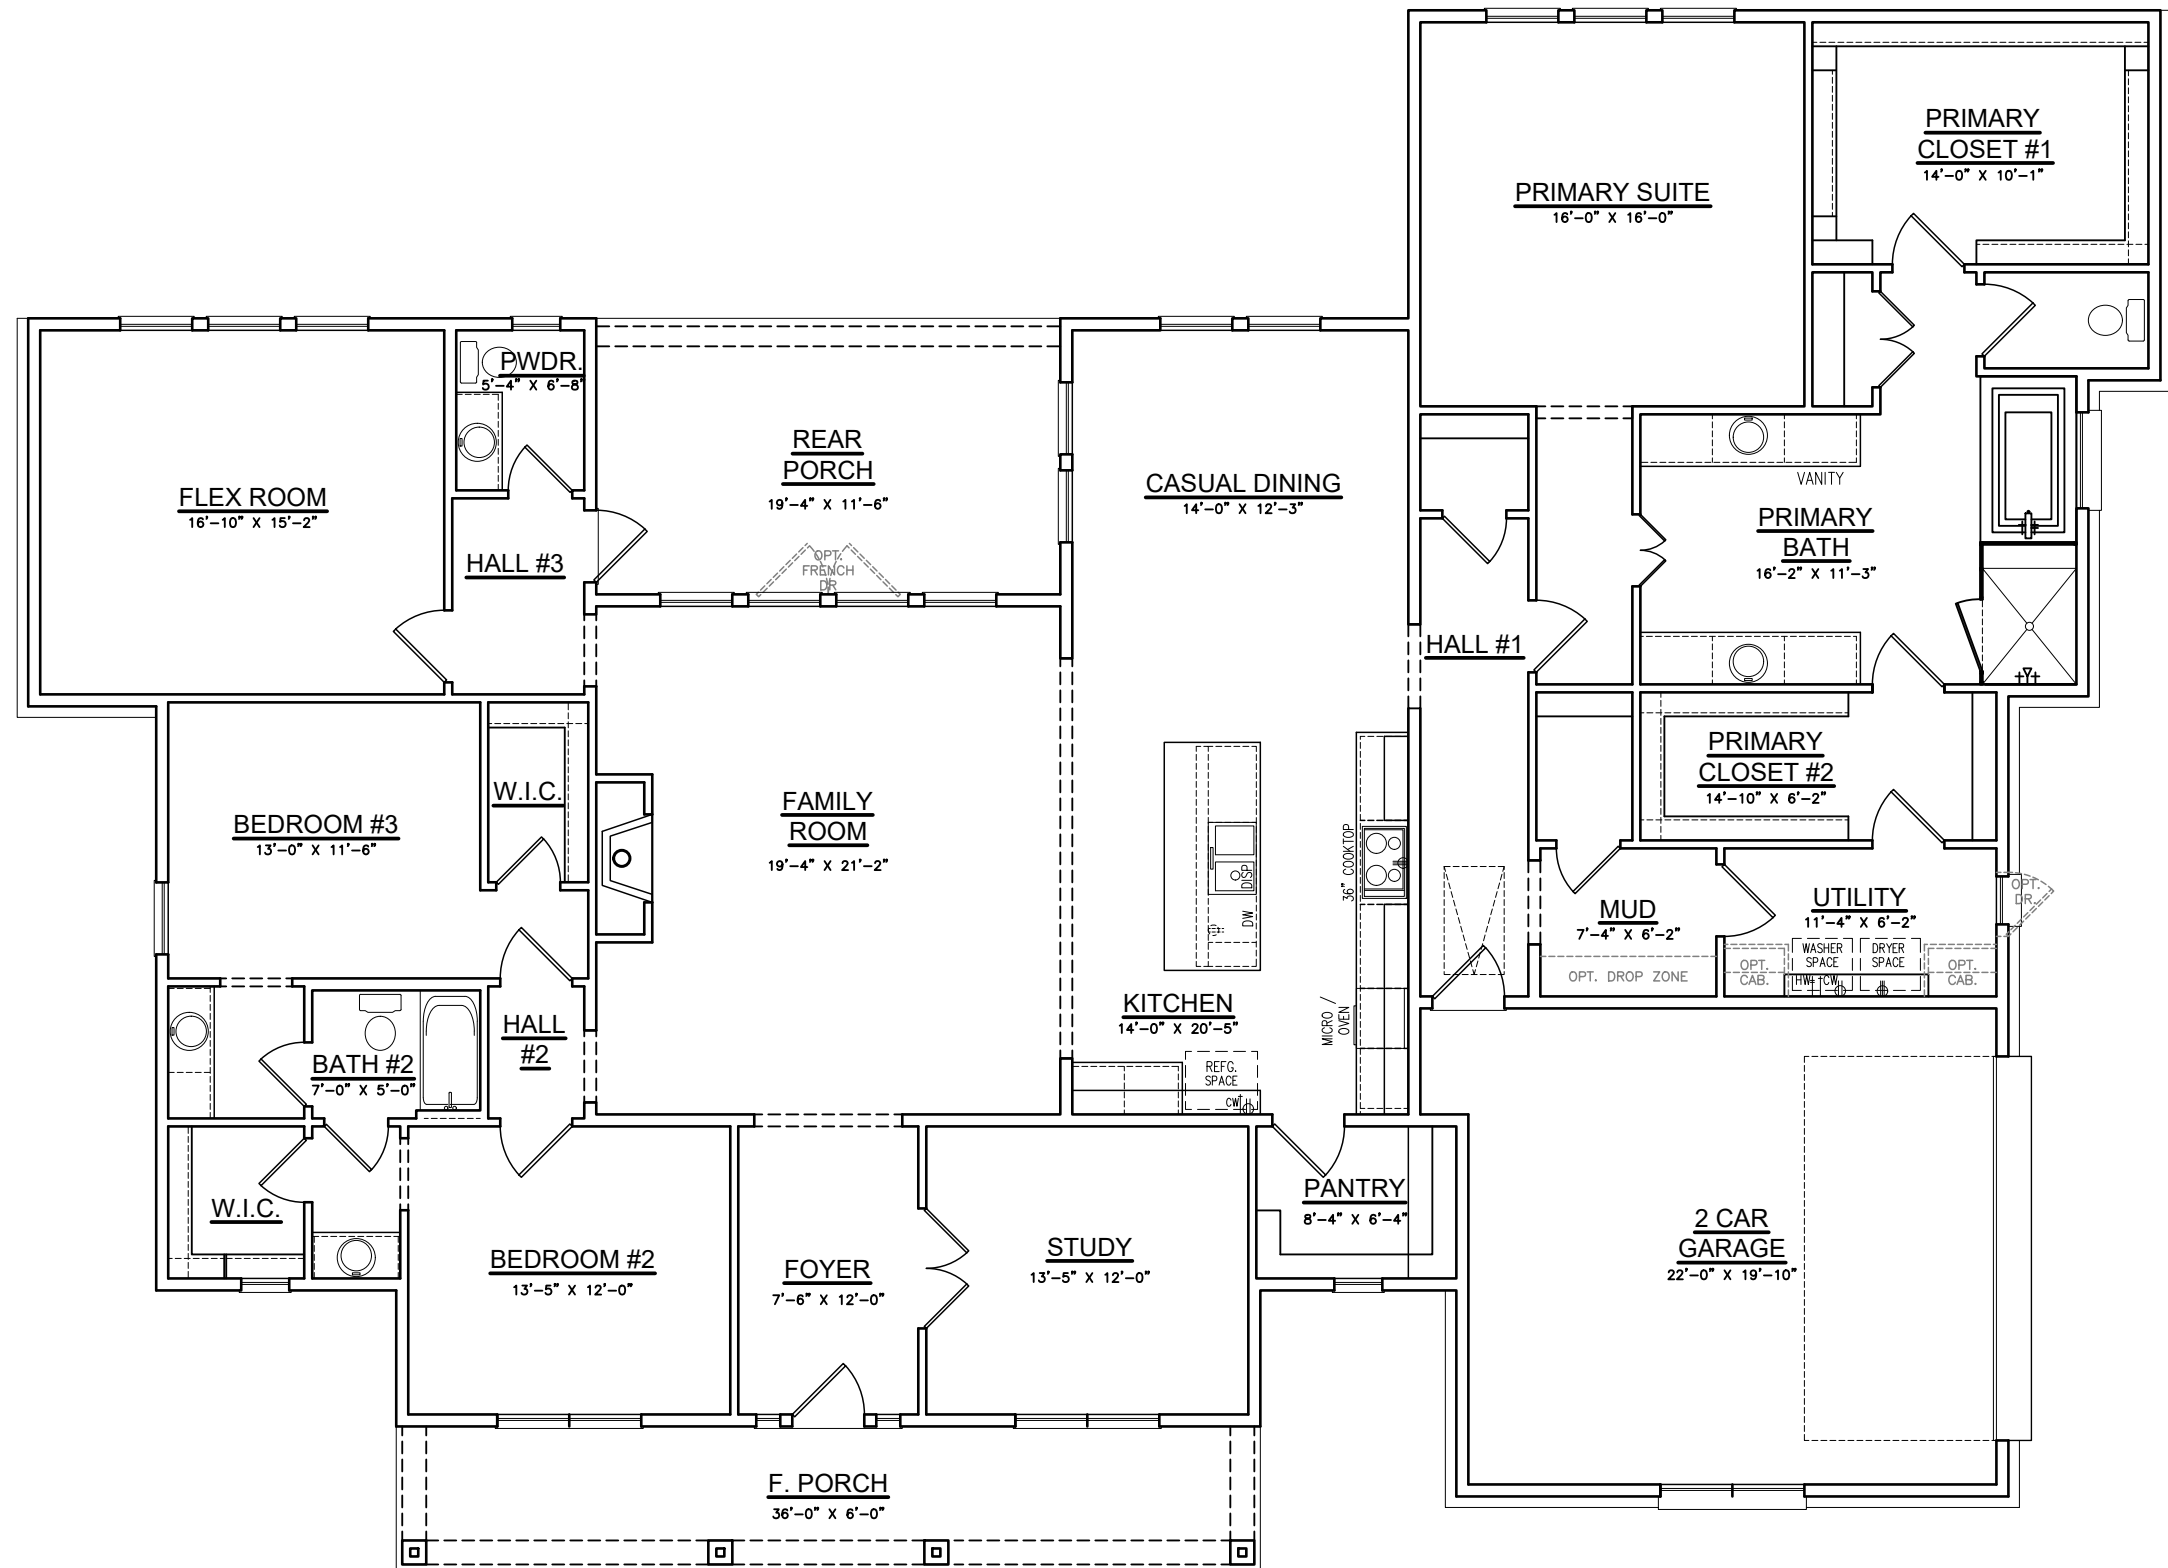 PRIMARY
CLOSET #1
14'-0" X 10'-1"
PRIMARY SUITE
16'-0" X 16'-0"
PWDR.
5'-4" X 6'-8"
REAR
PORCH
19'-4" X 11'-6"
CASUAL DINING
14'-0" X 12'-3"
FLEX ROOM
16'-10" X 15'-2"
VANITY
PRIMARY
BATH
16'-2" X 11'-3"
HALL #3
OPT.
FRENCH
DR
HALL #1
PRIMARY
CLOSET #2
14'-10" X 6'-2"
W.I.C.
FAMILY
ROOM
19'-4" X 21'-2"
BEDROOM #3
13'-0" X 11'-6"
36" COOKTOP
DISP
DW
MUD
7'-4" X 6'-2"
OPT. DROP ZONE
UTILITY
11'-4" X 6'-2"
OPT.
DR.
WASHER
SPACE
DRYER
SPACE
OPT.
CAB.
HW
CW
OPT.
CAB.
KITCHEN
14'-0" X 20'-5"
MICRO /
OVEN
HALL
#2
BATH #2
7'-0" X 5'-0"
REFG.
SPACE
CW
PANTRY
8'-4" X 6'-4"
W.I.C.
BEDROOM #2
13'-5" X 12'-0"
FOYER
7'-6" X 12'-0"
STUDY
13'-5" X 12'-0"
2 CAR
GARAGE
22'-0" X 19'-10"
F. PORCH
36'-0" X 6'-0"